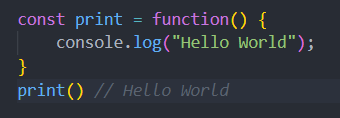 const print = function() {
    console.log("Hello World");
}
print() // Hello World